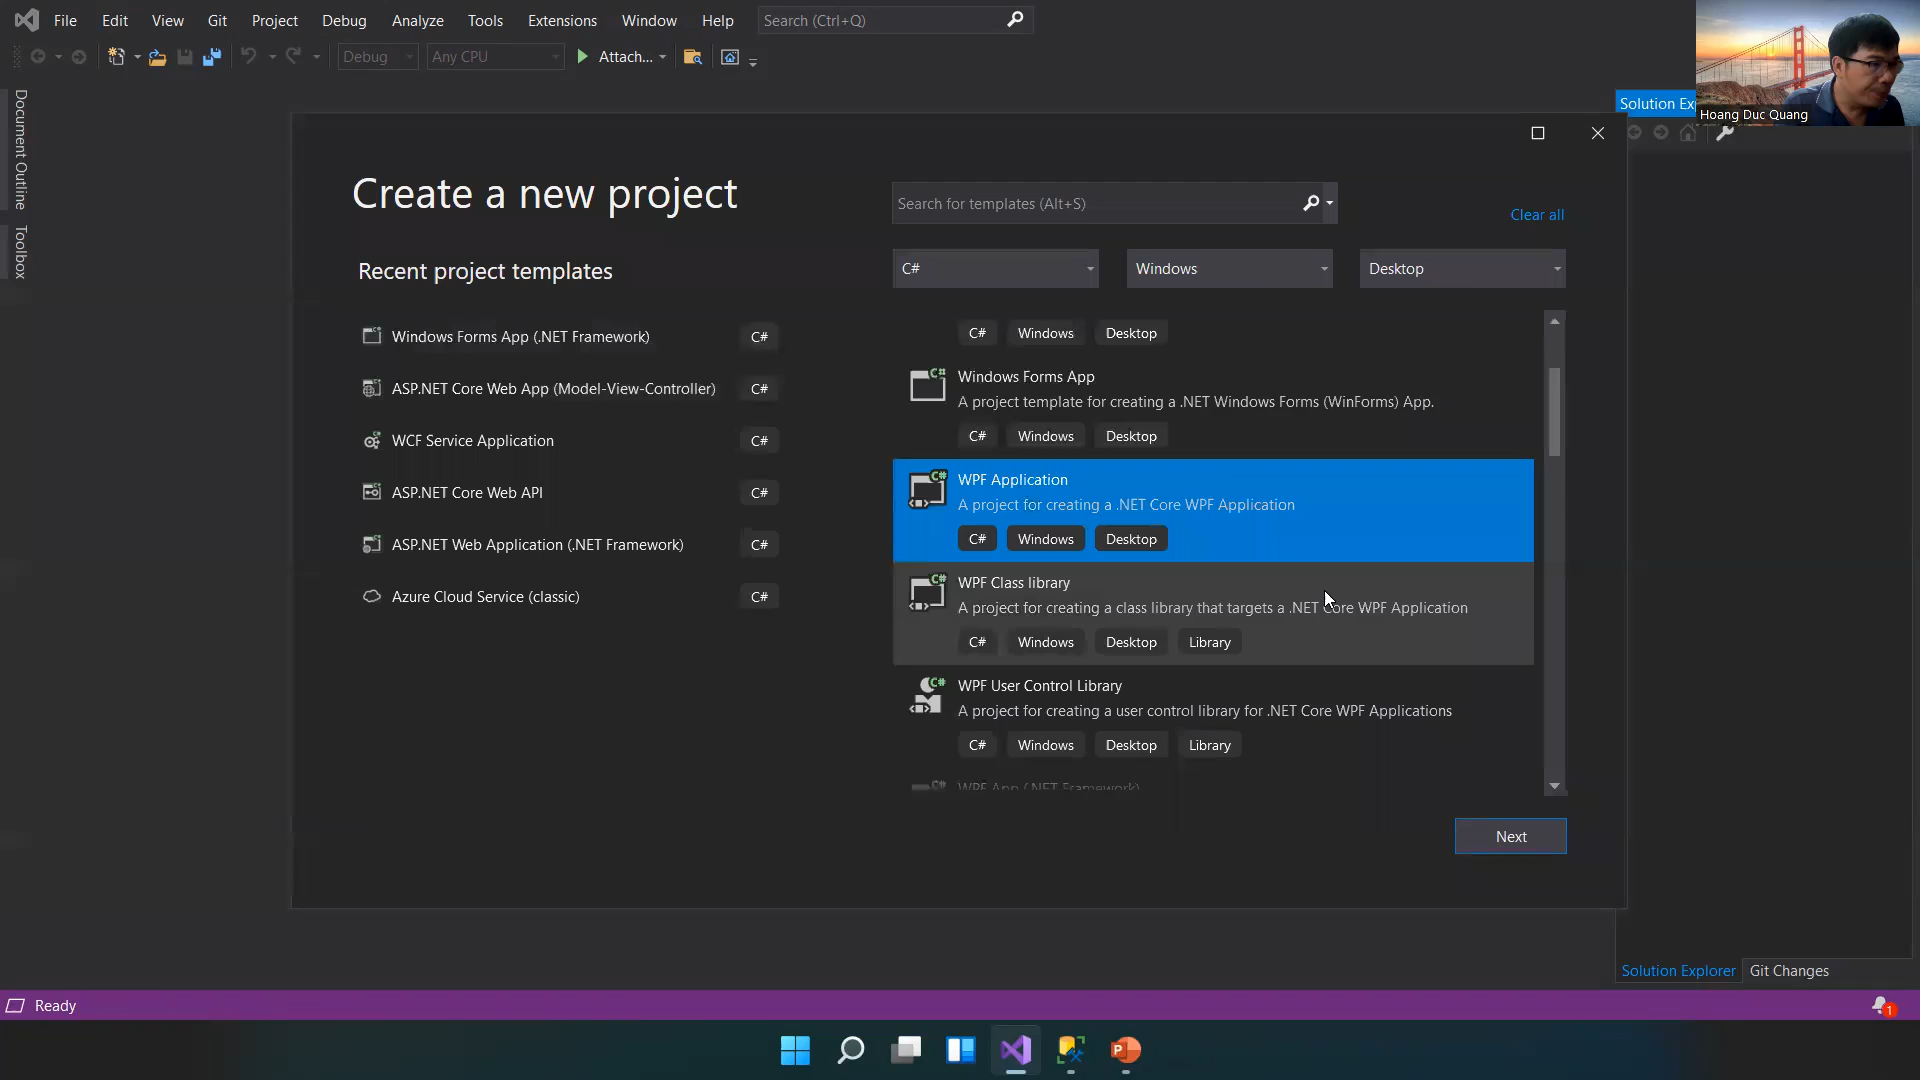 File Edit View Git Project Debug Analyze Tools Extensions Window Help Search (Ctrl+Q)
Debug Any CPU Attach...
Hoang Duc Quang
Document Outline
Toolbox
Solution Ex
Create a new project
Search for templates (Alt+S)
Clear all
C# Windows Desktop
Recent project templates
Windows Forms App (.NET Framework) C#
ASP.NET Core Web App (Model-View-Controller) C#
WCF Service Application C#
ASP.NET Core Web API C#
ASP.NET Web Application (.NET Framework) C#
Azure Cloud Service (classic) C#
C# Windows Desktop
Windows Forms App
A project template for creating a .NET Windows Forms (WinForms) App.
C# Windows Desktop
WPF Application
A project for creating a .NET Core WPF Application
C# Windows Desktop
WPF Class library
A project for creating a class library that targets a .NET Core WPF Application
C# Windows Desktop Library
WPF User Control Library
A project for creating a user control library for .NET Core WPF Applications
C# Windows Desktop Library
WPF App (.NET Framework)
Next
Solution Explorer Git Changes
Ready
1